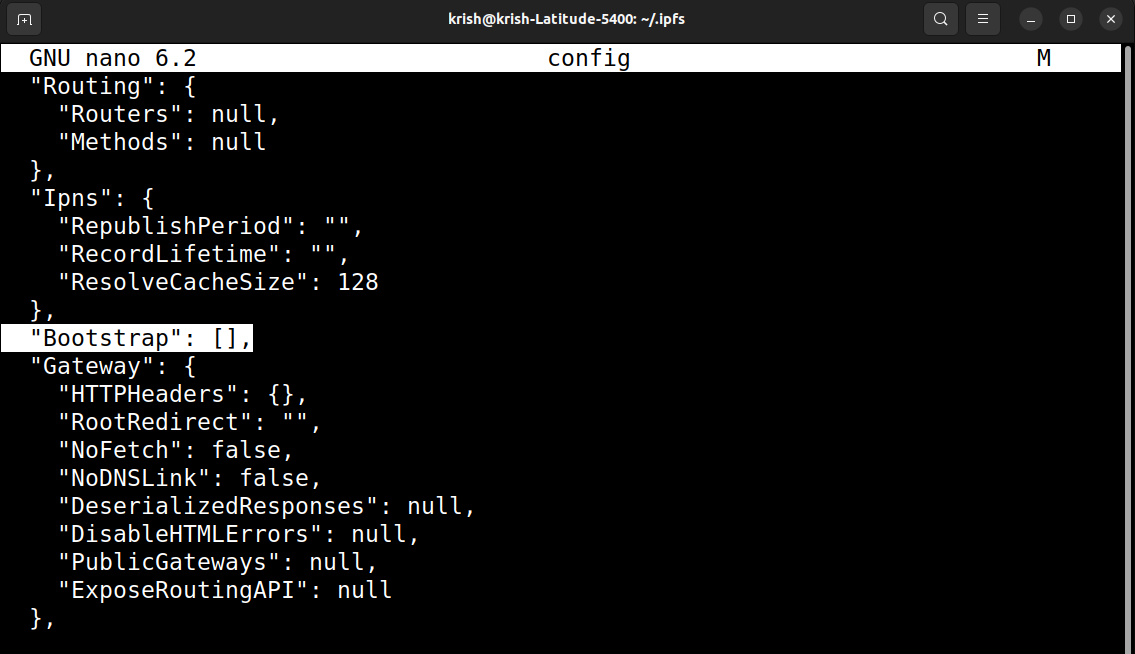 krish@krish-Latitude-5400: ~/.ipfs
GNU nano 6.2 config M
"Routing": {
"Routers": null,
"Methods": null
},
"Ipns": {
"RepublishPeriod": "",
"RecordLifetime": "",
"ResolveCacheSize": 128
},
"Bootstrap": [],
"Gateway": {
"HTTPHeaders": {},
"RootRedirect": "",
"NoFetch": false,
"NoDNSLink": false,
"DeserializedResponses": null,
"DisableHTMLErrors": null,
"PublicGateways": null,
"ExposeRoutingAPI": null
},